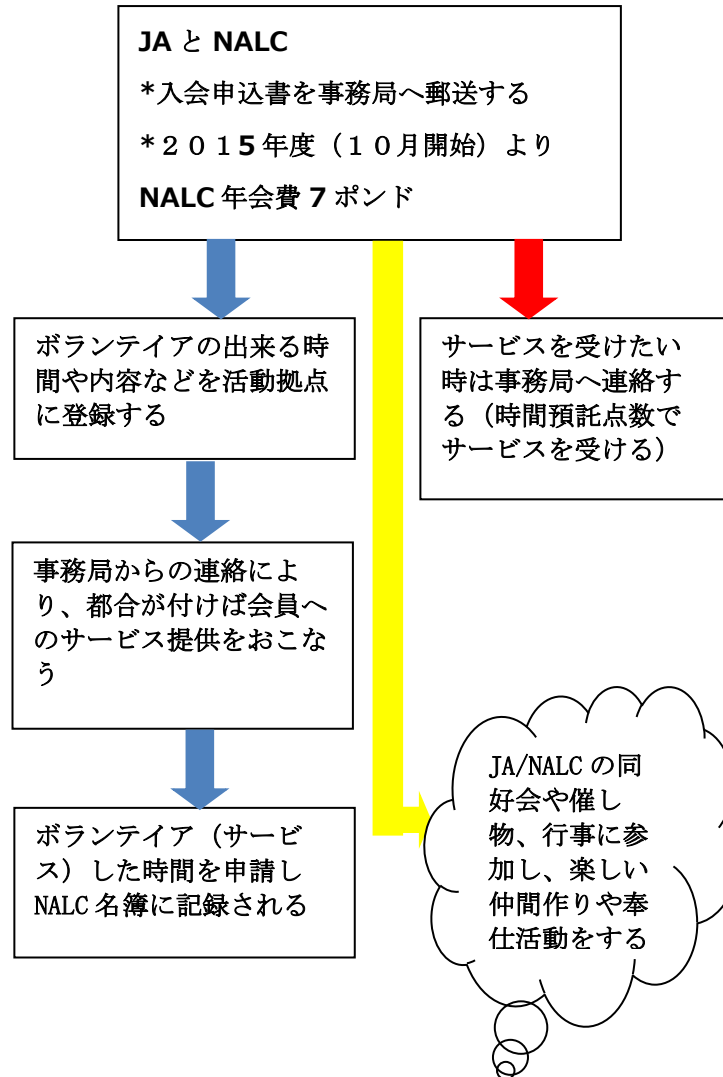 JA と NALC
*入会申込書を事務局へ郵送する
*２０１5 年度（１０月開始）より
NALC 年会費 7 ポンド
ボランテイアの出来る時
間や内容などを活動拠点
に登録する
サービスを受けたい
時は事務局へ連絡す
る（時間預託点数で
サービスを受ける）
事務局からの連絡によ
り、都合が付けば会員へ
のサービス提供をおこな
う
ボランテイア（サービ
ス）した時間を申請し
NALC 名簿に記録される
JA/NALC の同
好会や催し
物、行事に参
加し、楽しい
仲間作りや奉
仕活動をする